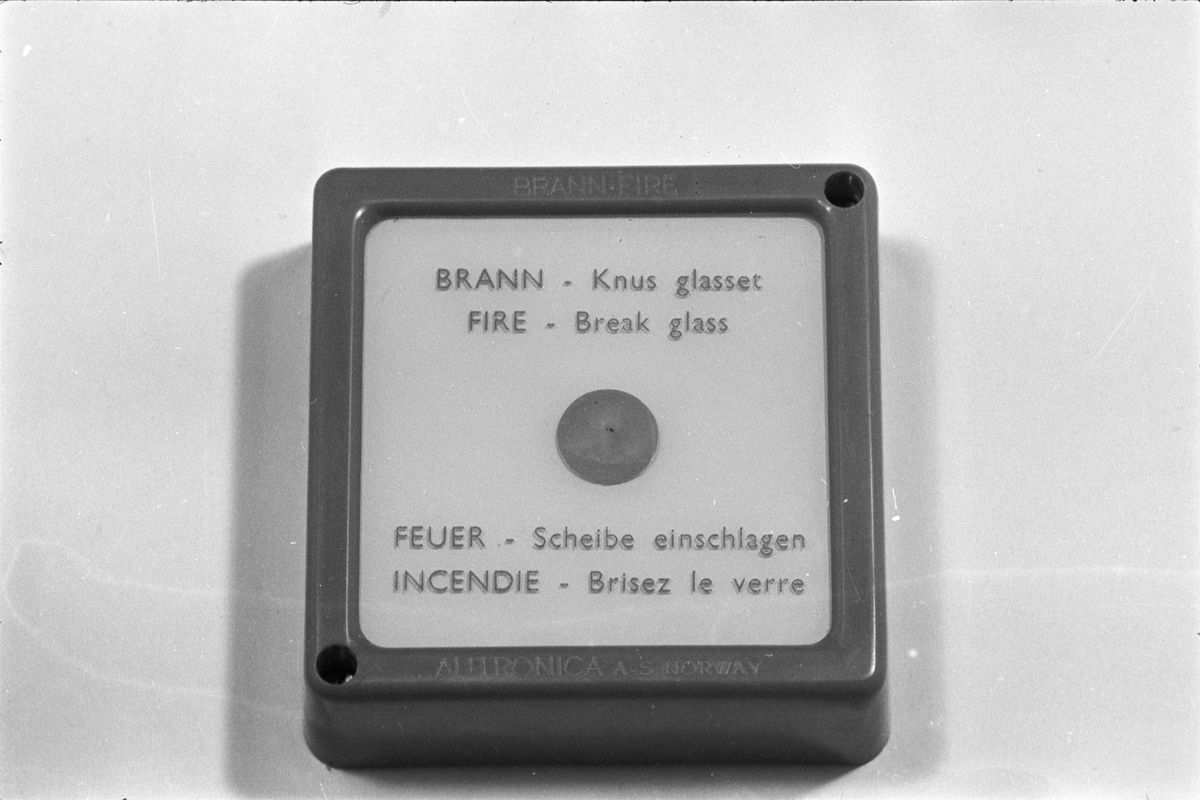 BRANN·FIRE
BRANN - Knus glasset
FIRE - Break glass
FEUER - Scheibe einschlagen
INCENDIE - Brisez le verre
AUTRONICA A-S NORWAY